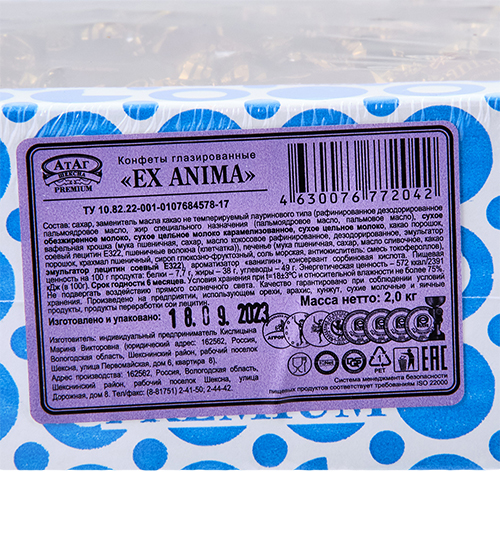 АтАг
ШЕКСНА
PREMIUM
Конфеты глазированные
«EX ANIMA»
ТУ 10.82.22-001-0107684578-17
4630076772042
Состав: сахар, заменитель масла какао не темперируемый лауринового типа (рафинированное дезодорированное
пальмоядровое масло, жир специального назначения (пальмоядровое масло, пальмовое масло), сухое
обезжиренное молоко, сухое цельное молоко карамелизованное, сухое цельное молоко, какао порошок,
вафельная крошка (мука пшеничная, сахар, масло кокосовое рафинированное, дезодорированное, эмульгатор
соевый лецитин Е322, пшеничные волокна (клетчатка)), печенье (мука пшеничная, сахар, масло сливочное, какао
порошок, крахмал пшеничный, сироп глюкозно-фруктозный, соль морская, антиокислитель: смесь токоферолов),
эмульгатор лецитин соевый Е322), ароматизатор «ванилин», консервант сорбиновая кислота. Пищевая
ценность на 100 г продукта: белки – 7,7 г, жиры – 38 г, углеводы – 49 г. Энергетическая ценность – 572 ккал/2391
кДж (в 100г). Срок годности 6 месяцев. Условия хранения при t=18±3°С и относительной влажности не более 75%.
Не подвергать воздействию прямого солнечного света. Качество гарантировано при соблюдении условий
хранения. Произведено на предприятии, использующем орехи, арахис, кунжут, сухие молочные и яичные
продукты, продукты переработки сои лецитин.
Масса нетто: 2,0 кг
Изготовлено и упаковано: 18.09.2023
Изготовитель: индивидуальный предприниматель Кислицына
Марина Викторовна (юридический адрес: 162562, Россия,
Вологодская область, Шекснинский район, рабочий поселок
Шексна, улица Первомайская, дом 6, квартира 6).
Адрес производства: 162562, Россия, Вологодская область,
Шекснинский район, рабочий поселок Шексна, улица
Дорожная, дом 8. Тел/факс: (8-81751) 2-41-50; 2-44-42.
PET
EAC
Система менеджмента безопасности
пищевых продуктов соответствует требованиям ISO 22000
PREMIUM